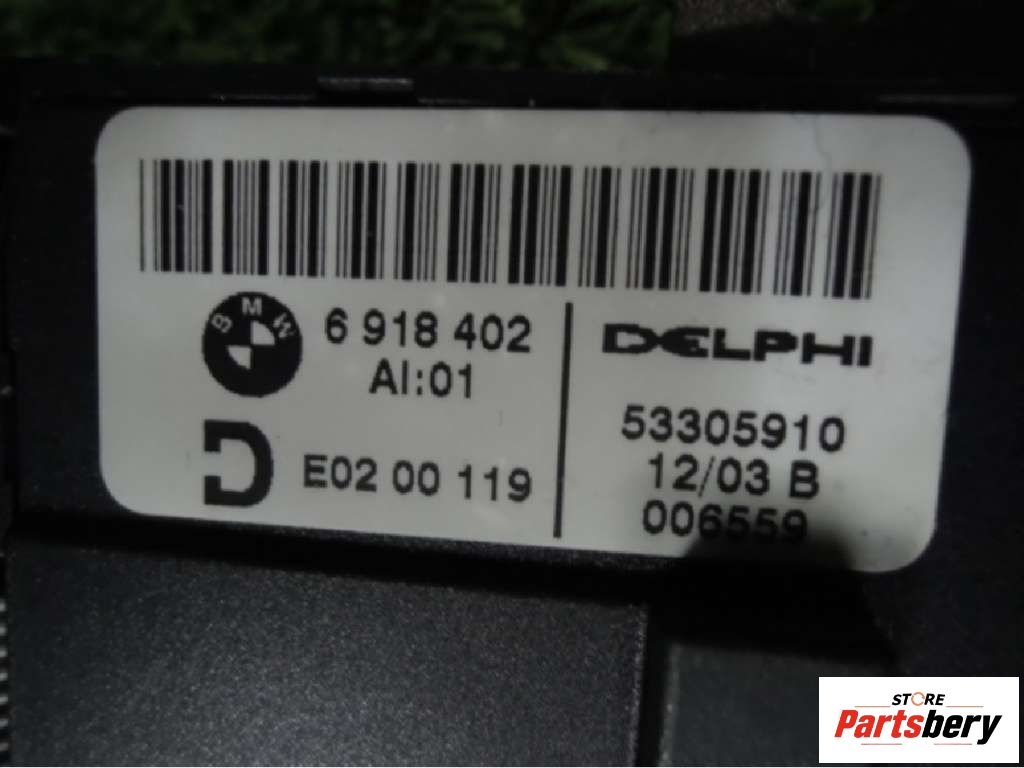 BMW
6 918 402
AI:01
D E02 00 119
DELPHI
53305910
12/03 B
006559
STORE
Partsbery